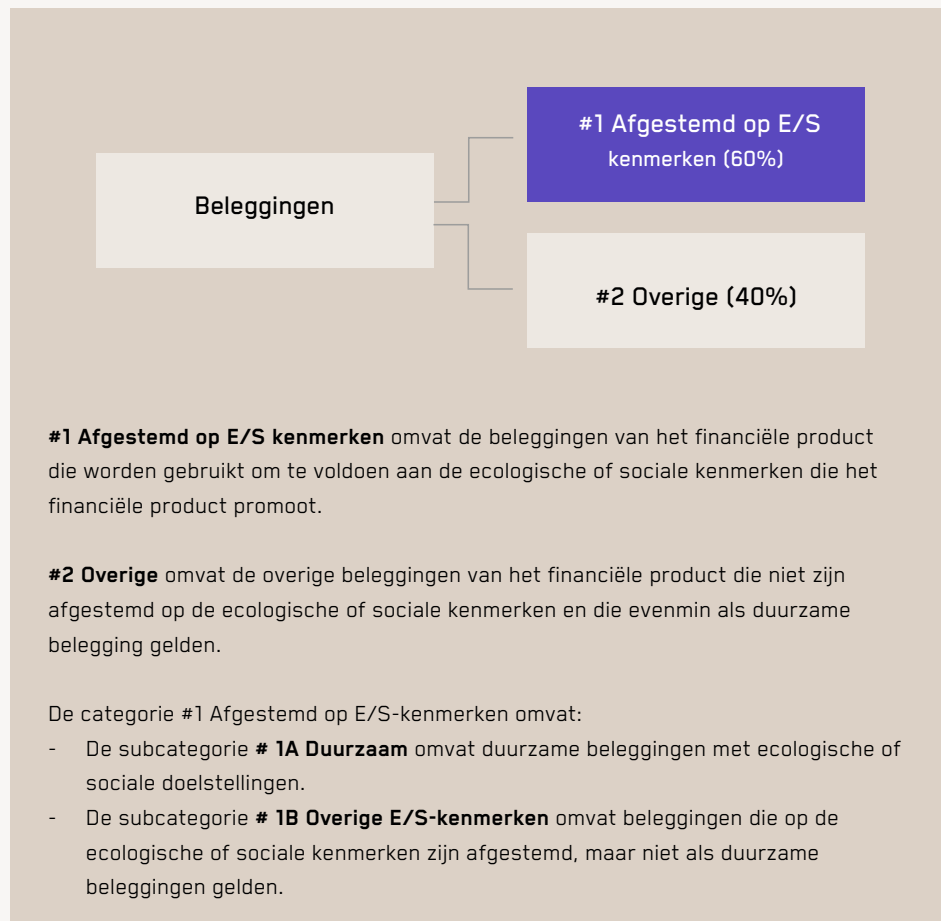 #1 Afgestemd op E/S
kenmerken (60%)
Beleggingen
#2 Overige (40%)
#1 Afgestemd op E/S kenmerken omvat de beleggingen van het financiële product
die worden gebruikt om te voldoen aan de ecologische of sociale kenmerken die het
financiële product promoot.
#2 Overige omvat de overige beleggingen van het financiële product die niet zijn
afgestemd op de ecologische of sociale kenmerken en die evenmin als duurzame
belegging gelden.
De categorie #1 Afgestemd op E/S-kenmerken omvat:
- De subcategorie # 1A Duurzaam omvat duurzame beleggingen met ecologische of
sociale doelstellingen.
- De subcategorie # 1B Overige E/S-kenmerken omvat beleggingen die op de
ecologische of sociale kenmerken zijn afgestemd, maar niet als duurzame
beleggingen gelden.